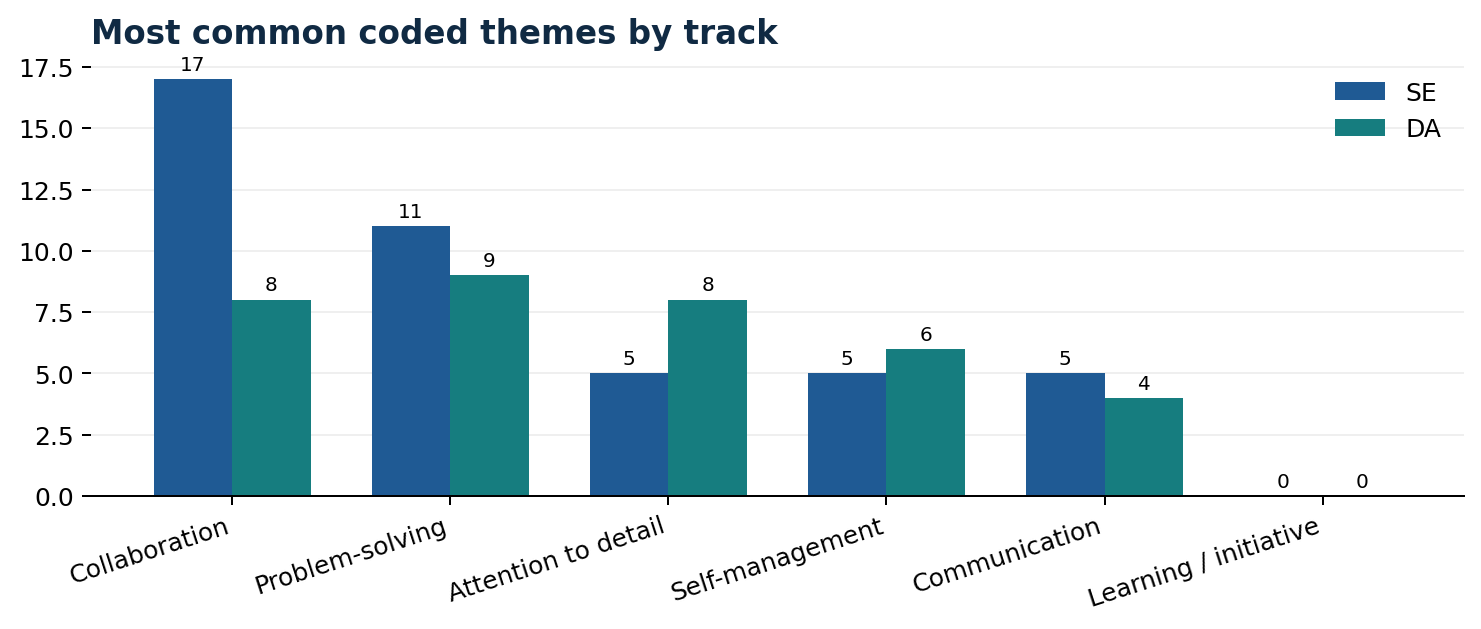 Most common coded themes by track
17.5
15.0
12.5
10.0
7.5
5.0
2.5
0.0
17
8
11
9
5
8
5
6
5
4
0
0
SE
DA
Collaboration
Problem-solving
Attention to detail
Self-management
Communication
Learning / initiative